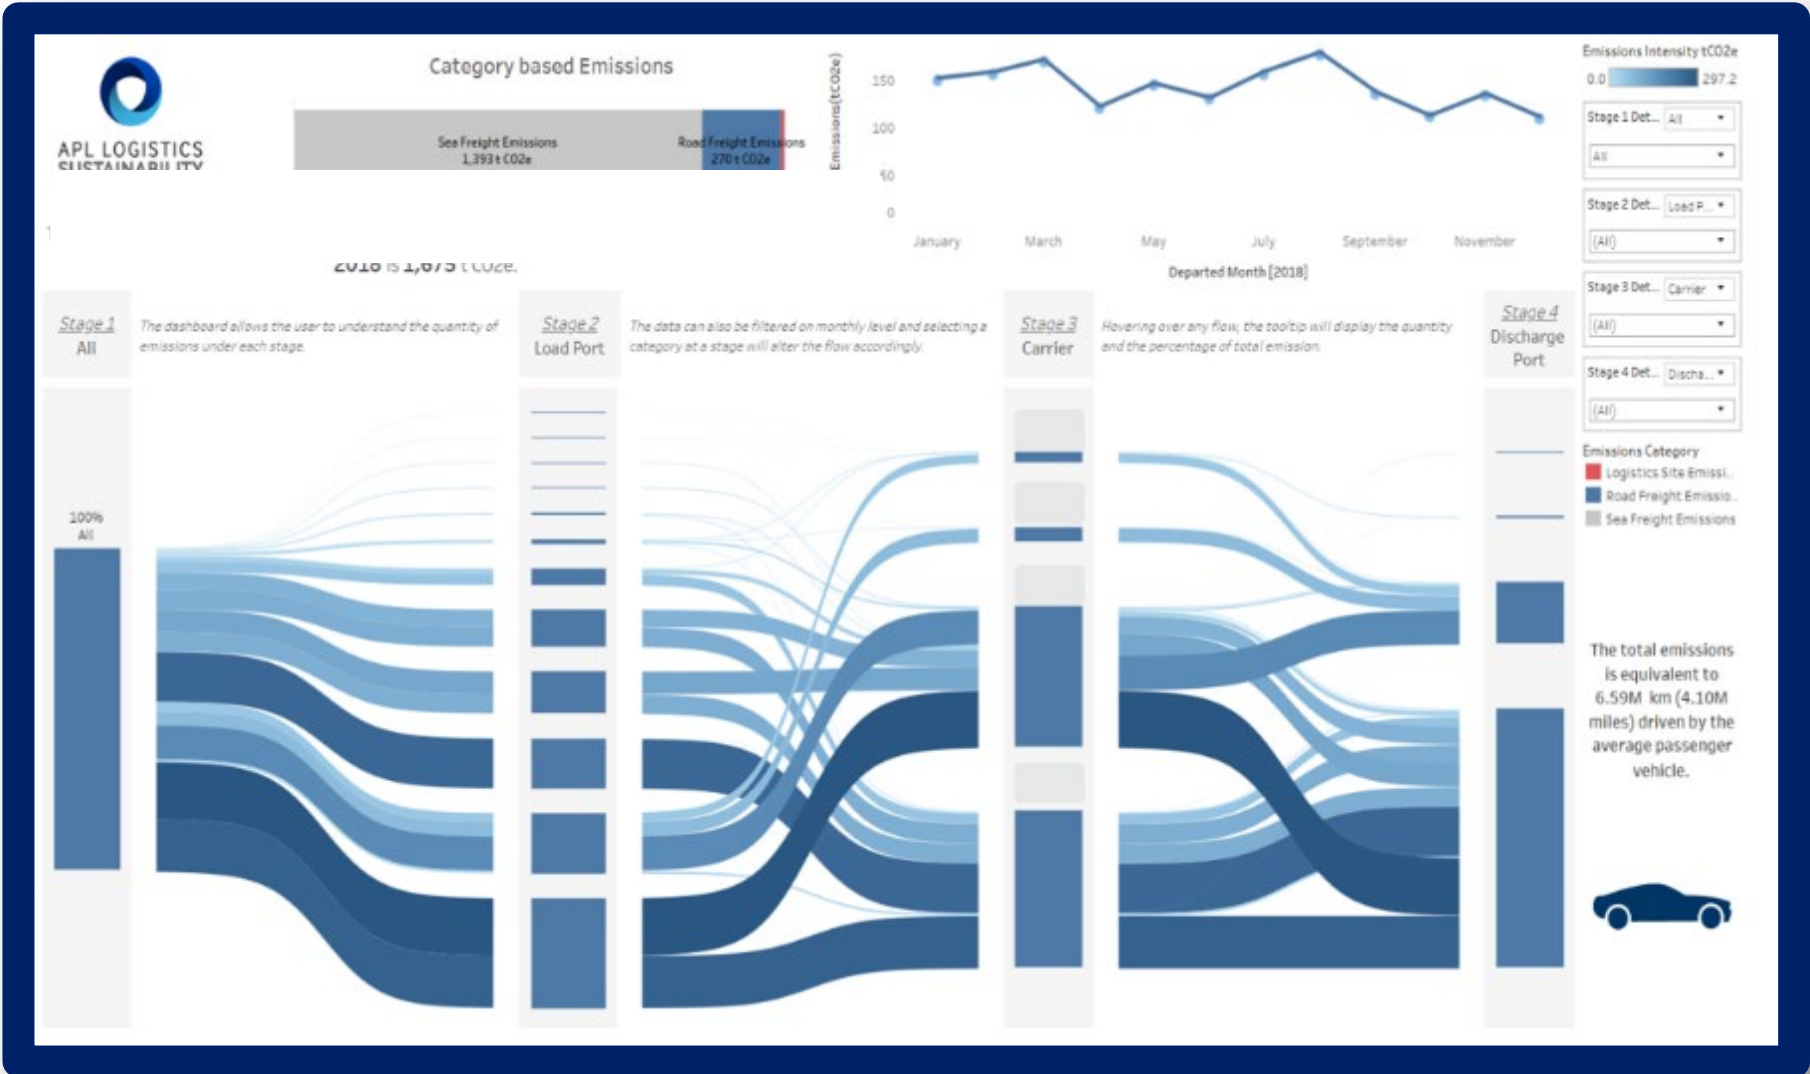 APL LOGISTICS
SUSTAINABILITY
Category based Emissions
Sea Freight Emissions
1,393 t CO2e
Road Freight Emissions
270 t CO2e
Emissions(tCO2e)
150
100
50
0
January
March
May
July
September
November
Departed Month [2018]
2018 is 1,675 t CO2e.
Emissions Intensity tCO2e
0.0
297.2
Stage 1 Det...
All
All
Stage 2 Det...
Load P...
(All)
Stage 3 Det...
Carrier
(All)
Stage 4 Det...
Discha...
(All)
Emissions Category
Logistics Site Emissi..
Road Freight Emissio..
Sea Freight Emissions
Stage 1
All
The dashboard allows the user to understand the quantity of
emissions under each stage.
Stage 2
Load Port
The data can also be filtered on monthly level and selecting a
category at a stage will alter the flow accordingly.
Stage 3
Carrier
Hovering over any flow, the tooltip will display the quantity
and the percentage of total emission.
Stage 4
Discharge
Port
100%
All
The total emissions
is equivalent to
6.59M km (4.10M
miles) driven by the
average passenger
vehicle.